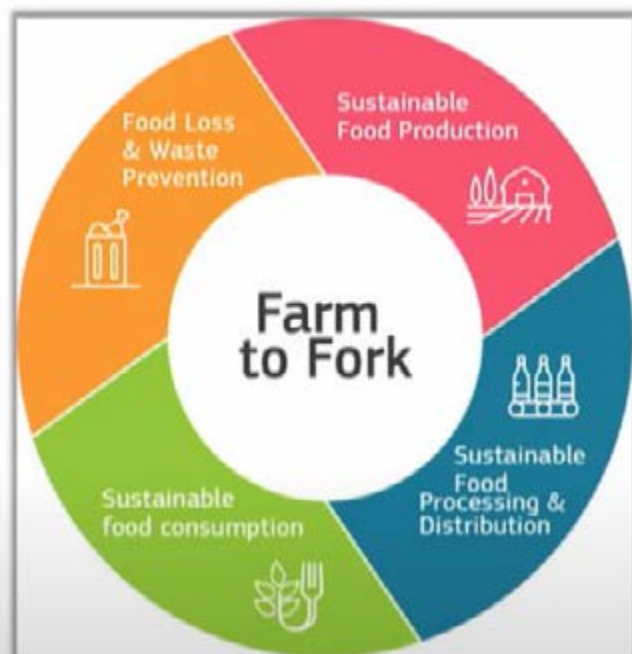 Farm
to Fork
Sustainable
Food Production
Sustainable
Food
Processing &
Distribution
Sustainable
food consumption
Food Loss
& Waste
Prevention